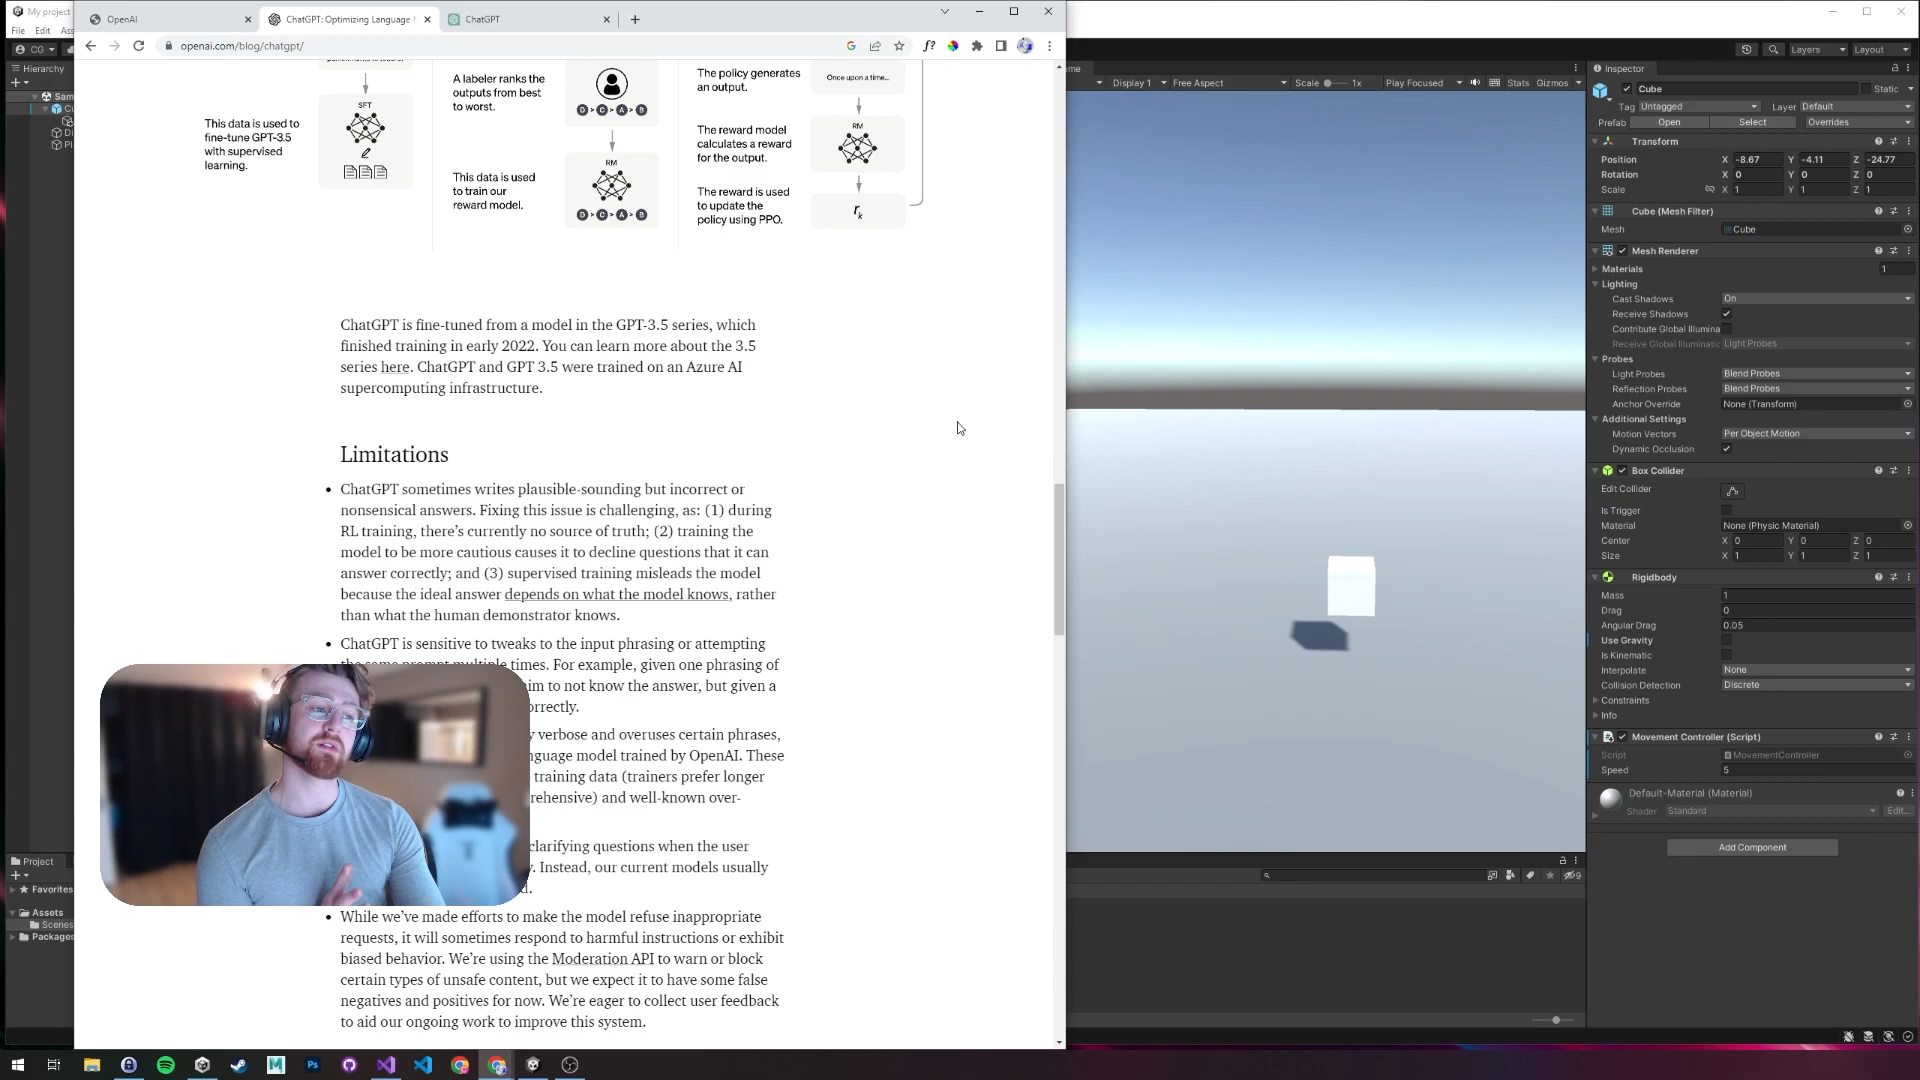 My project
OpenAI
ChatGPT: Optimizing Language
ChatGPT
File
Edit
openai.com/blog/chatgpt/
CG
Layers
Layout
Hierarchy
Display 1
Free Aspect
Scale
1x
Play Focused
Stats
Gizmos
Inspector
SFT
This data is used to
fine-tune GPT-3.5
with supervised
learning.
A labeler ranks the
outputs from best
to worst.
D > C > A > B
RM
This data is used
to train our
reward model.
D > C > A > B
The policy generates
an output.
Once upon a time...
The reward model
calculates a reward
for the output.
RM
The reward is used
to update the
policy using PPO.
rk
ChatGPT is fine-tuned from a model in the GPT-3.5 series, which
finished training in early 2022. You can learn more about the 3.5
series here. ChatGPT and GPT 3.5 were trained on an Azure AI
supercomputing infrastructure.
Limitations
• ChatGPT sometimes writes plausible-sounding but incorrect or
nonsensical answers. Fixing this issue is challenging, as: (1) during
RL training, there’s currently no source of truth; (2) training the
model to be more cautious causes it to decline questions that it can
answer correctly; and (3) supervised training misleads the model
because the ideal answer depends on what the model knows, rather
than what the human demonstrator knows.
• ChatGPT is sensitive to tweaks to the input phrasing or attempting
the same prompt multiple times. For example, given one phrasing of
to not know the answer, but given a
verbose and overuses certain phrases,
model trained by OpenAI. These
training data (trainers prefer longer
and well-known over-
clarifying questions when the user
Instead, our current models usually
• While we’ve made efforts to make the model refuse inappropriate
requests, it will sometimes respond to harmful instructions or exhibit
biased behavior. We’re using the Moderation API to warn or block
certain types of unsafe content, but we expect it to have some false
negatives and positives for now. We’re eager to collect user feedback
to aid our ongoing work to improve this system.
Cube
Static
Tag Untagged
Layer Default
Prefab Open Select Overrides
Transform
Position X -8.67 Y -4.11 Z -24.77
Rotation X 0 Y 0 Z 0
Scale X 1 Y 1 Z 1
Cube (Mesh Filter)
Mesh Cube
Mesh Renderer
Materials 1
Lighting
Cast Shadows On
Receive Shadows
Contribute Global Illumina
Receive Global Illuminatic Light Probes
Probes
Light Probes Blend Probes
Reflection Probes Blend Probes
Anchor Override None (Transform)
Additional Settings
Motion Vectors Per Object Motion
Dynamic Occlusion
Box Collider
Edit Collider
Is Trigger
Material None (Physic Material)
Center X 0 Y 0 Z 0
Size X 1 Y 1 Z 1
Rigidbody
Mass 1
Drag 0
Angular Drag 0.05
Use Gravity
Is Kinematic
Interpolate None
Collision Detection Discrete
Constraints
Info
Movement Controller (Script)
Script MovementController
Speed 5
Default-Material (Material)
Shader Standard
Edit...
Add Component
Project
Favorites
Assets
Scenes
Packages
9